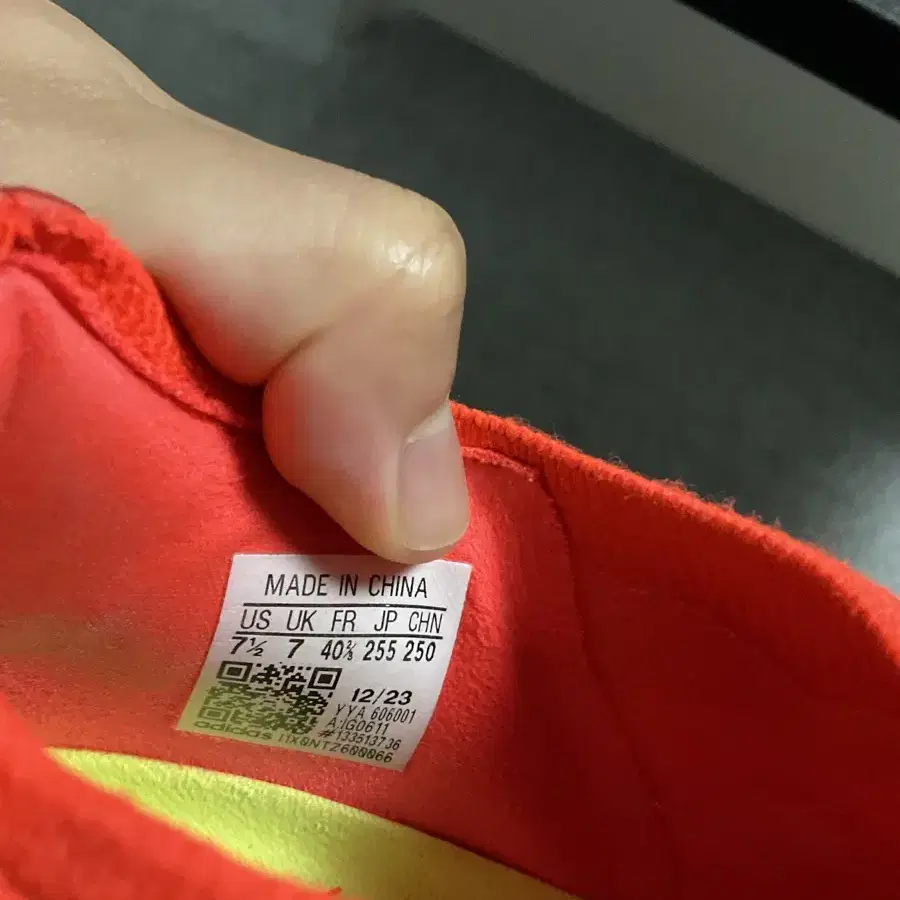 MADE IN CHINA
US UK FR JP CHN
7½ 7 40⅔ 255 250
12/23
YYA 606001
A:IG0611
#133513736
adidas